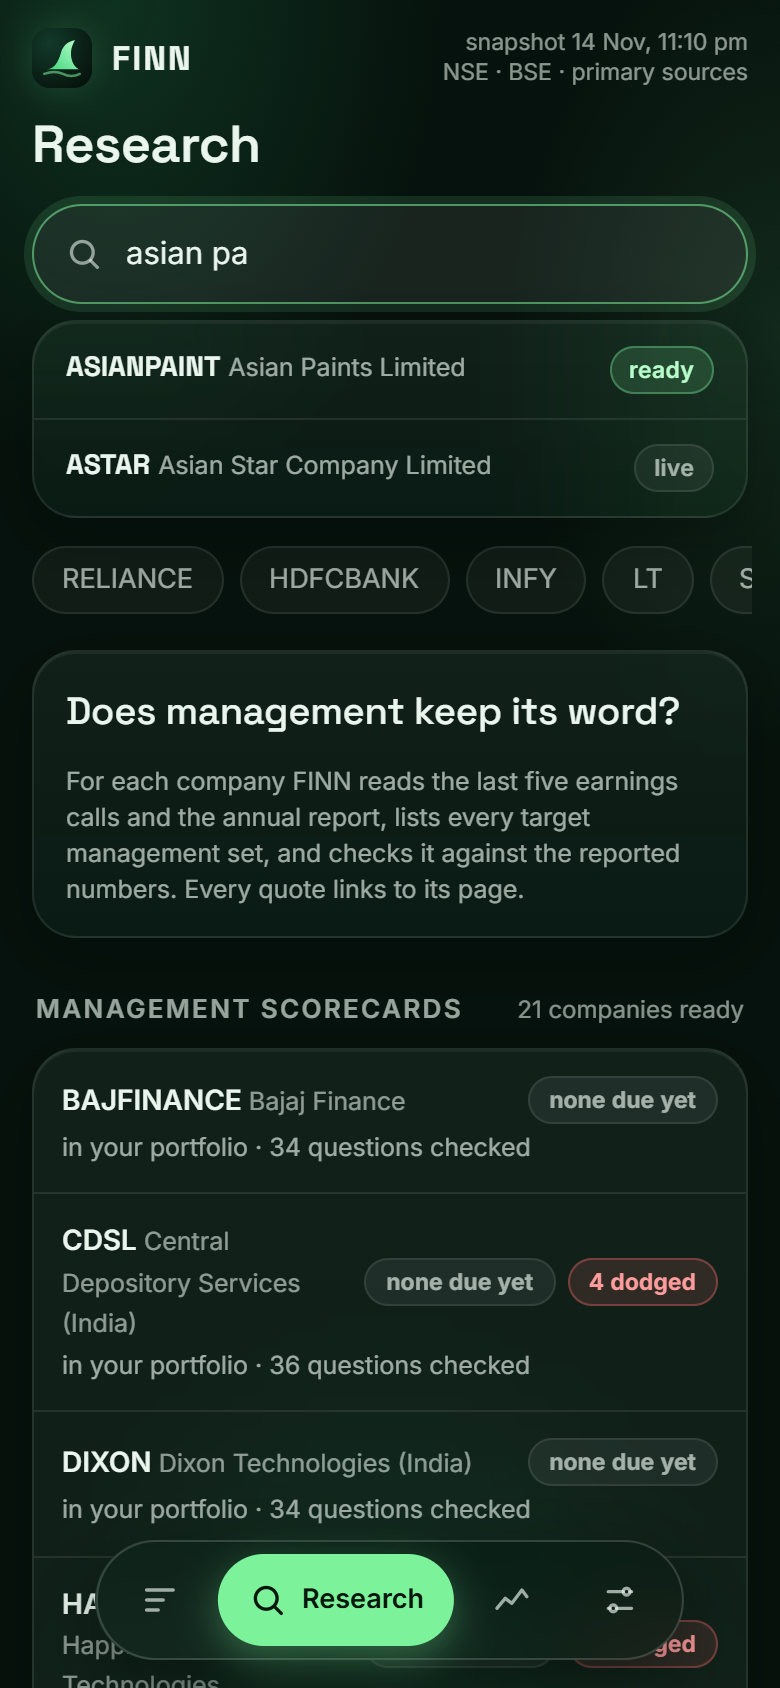 FINN
snapshot 14 Nov, 11:10 pm
NSE · BSE · primary sources
Research
asian pa
ASIANPAINT Asian Paints Limited ready
ASTAR Asian Star Company Limited live
RELIANCE HDFCBANK INFY LT
Does management keep its word?
For each company FINN reads the last five earnings
calls and the annual report, lists every target
management set, and checks it against the reported
numbers. Every quote links to its page.
MANAGEMENT SCORECARDS 21 companies ready
BAJFINANCE Bajaj Finance none due yet
in your portfolio · 34 questions checked
CDSL Central
Depository Services
(India)
none due yet 4 dodged
in your portfolio · 36 questions checked
DIXON Dixon Technologies (India) none due yet
in your portfolio · 34 questions checked
Research
Technologies